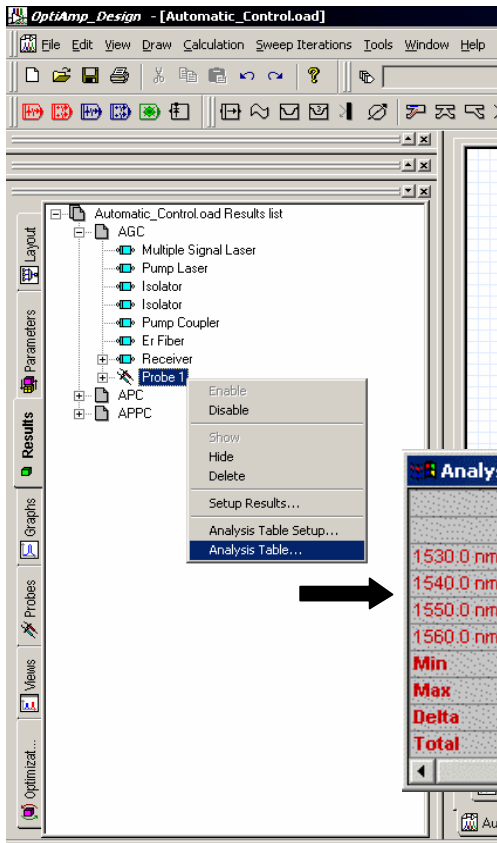 OptiAmp_Design - [Automatic_Control.oad]
File Edit View Draw Calculation Sweep Iterations Tools Window Help
Automatic_Control.oad Results list
AGC
Multiple Signal Laser
Pump Laser
Isolator
Isolator
Pump Coupler
Er Fiber
Receiver
Probe 1
APC
APPC
Layout
Parameters
Results
Graphs
Probes
Views
Optimizat...
Enable
Disable
Show
Hide
Delete
Setup Results...
Analysis Table Setup...
Analysis Table...
Analys
1530.0 nm
1540.0 nm
1550.0 nm
1560.0 nm
Min
Max
Delta
Total
Au